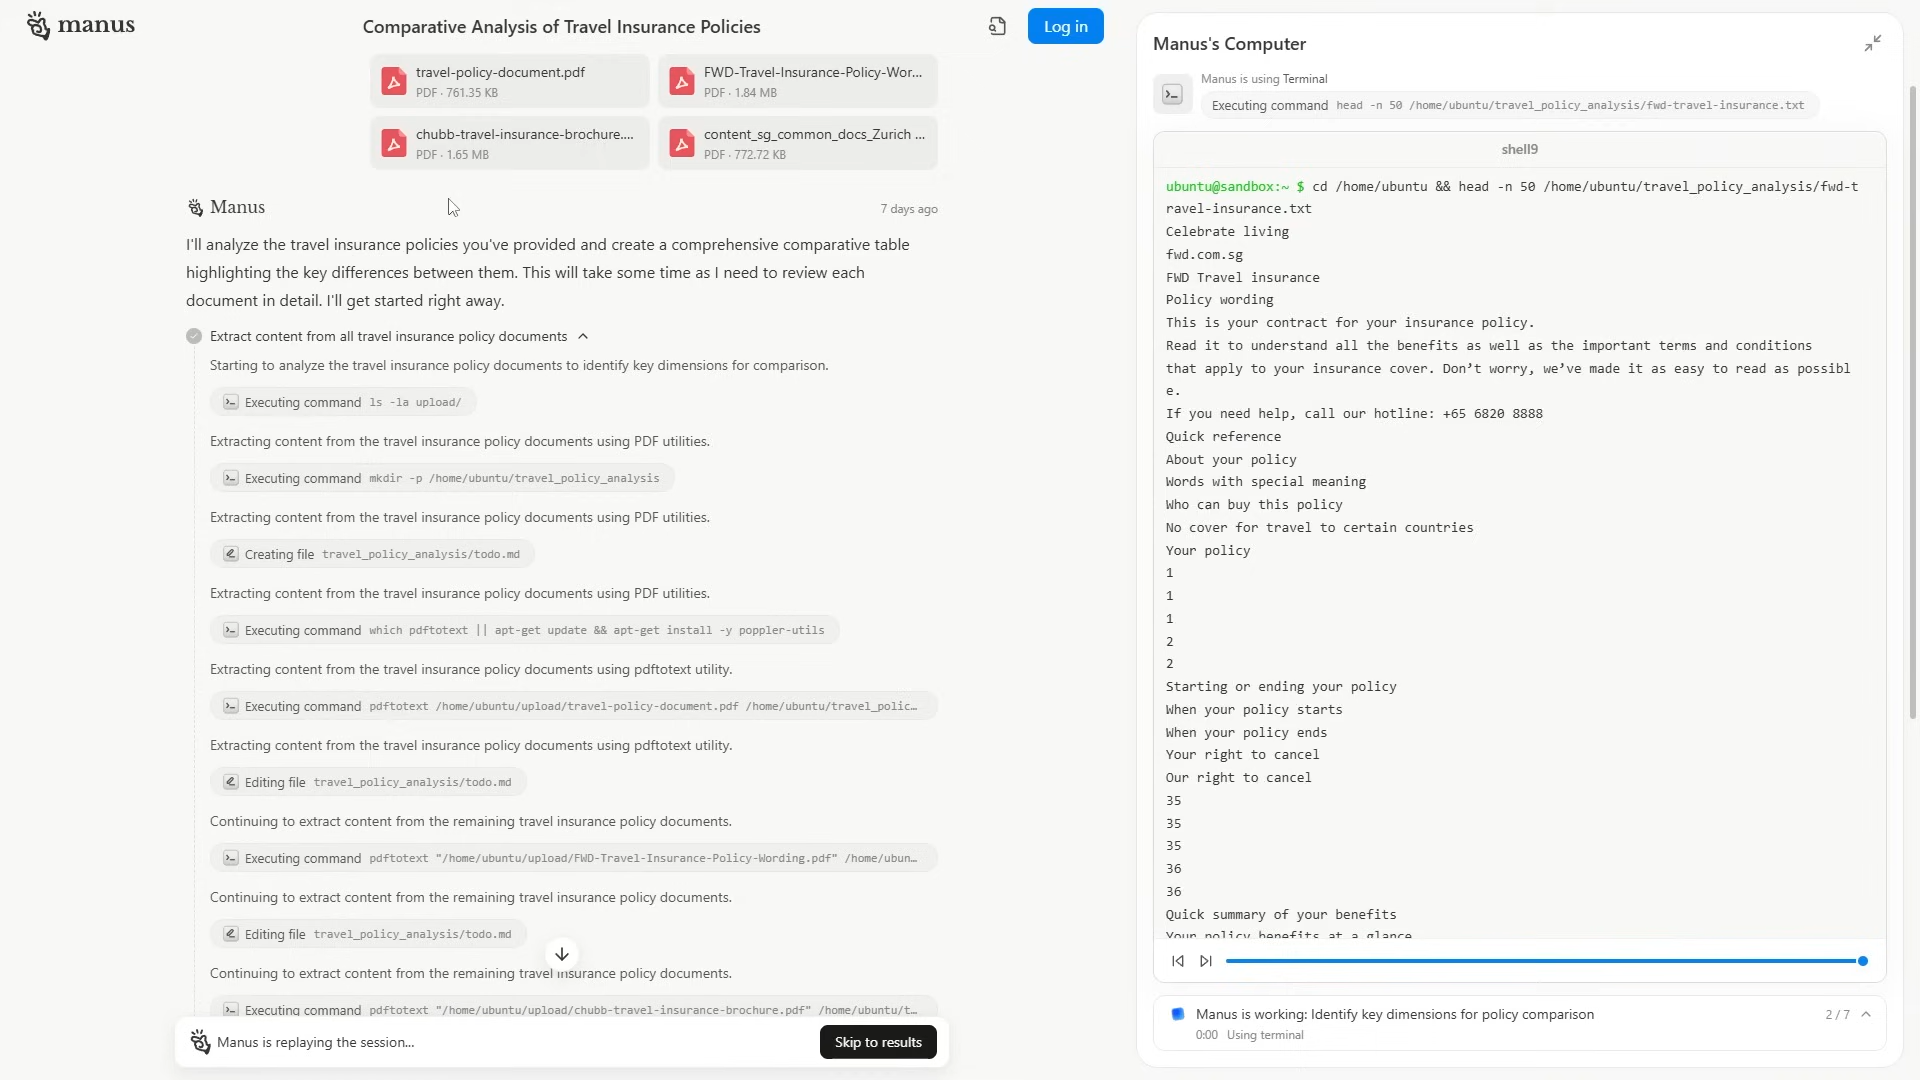 manus
Comparative Analysis of Travel Insurance Policies
Log in
travel-policy-document.pdf
PDF · 761.35 KB
FWD-Travel-Insurance-Policy-Wor...
PDF · 1.84 MB
chubb-travel-insurance-brochure....
PDF · 1.65 MB
content_sg_common_docs_Zurich ...
PDF · 772.72 KB
Manus
7 days ago
I'll analyze the travel insurance policies you've provided and create a comprehensive comparative table
highlighting the key differences between them. This will take some time as I need to review each
document in detail. I'll get started right away.
Extract content from all travel insurance policy documents
Starting to analyze the travel insurance policy documents to identify key dimensions for comparison.
Executing command ls -la upload/
Extracting content from the travel insurance policy documents using PDF utilities.
Executing command mkdir -p /home/ubuntu/travel_policy_analysis
Extracting content from the travel insurance policy documents using PDF utilities.
Creating file travel_policy_analysis/todo.md
Extracting content from the travel insurance policy documents using PDF utilities.
Executing command which pdftotext || apt-get update && apt-get install -y poppler-utils
Extracting content from the travel insurance policy documents using pdftotext utility.
Executing command pdftotext /home/ubuntu/upload/travel-policy-document.pdf /home/ubuntu/travel_polic...
Extracting content from the travel insurance policy documents using pdftotext utility.
Editing file travel_policy_analysis/todo.md
Continuing to extract content from the remaining travel insurance policy documents.
Executing command pdftotext "/home/ubuntu/upload/FWD-Travel-Insurance-Policy-Wording.pdf" /home/ubun...
Continuing to extract content from the remaining travel insurance policy documents.
Editing file travel_policy_analysis/todo.md
Continuing to extract content from the remaining travel insurance policy documents.
Executing command pdftotext "/home/ubuntu/upload/chubb-travel-insurance-brochure.pdf" /home/ubuntu/t...
Manus is replaying the session...
Skip to results
Manus's Computer
Manus is using Terminal
Executing command head -n 50 /home/ubuntu/travel_policy_analysis/fwd-travel-insurance.txt
shell9
ubuntu@sandbox:~ $ cd /home/ubuntu && head -n 50 /home/ubuntu/travel_policy_analysis/fwd-t
ravel-insurance.txt
Celebrate living
fwd.com.sg
FWD Travel insurance
Policy wording
This is your contract for your insurance policy.
Read it to understand all the benefits as well as the important terms and conditions
that apply to your insurance cover. Don’t worry, we’ve made it as easy to read as possibl
e.
If you need help, call our hotline: +65 6820 8888
Quick reference
About your policy
Words with special meaning
Who can buy this policy
No cover for travel to certain countries
Your policy
1
1
1
2
2
Starting or ending your policy
When your policy starts
When your policy ends
Your right to cancel
Our right to cancel
35
35
35
36
36
Quick summary of your benefits
Your policy benefits at a glance
Manus is working: Identify key dimensions for policy comparison
2 / 7
0:00 Using terminal